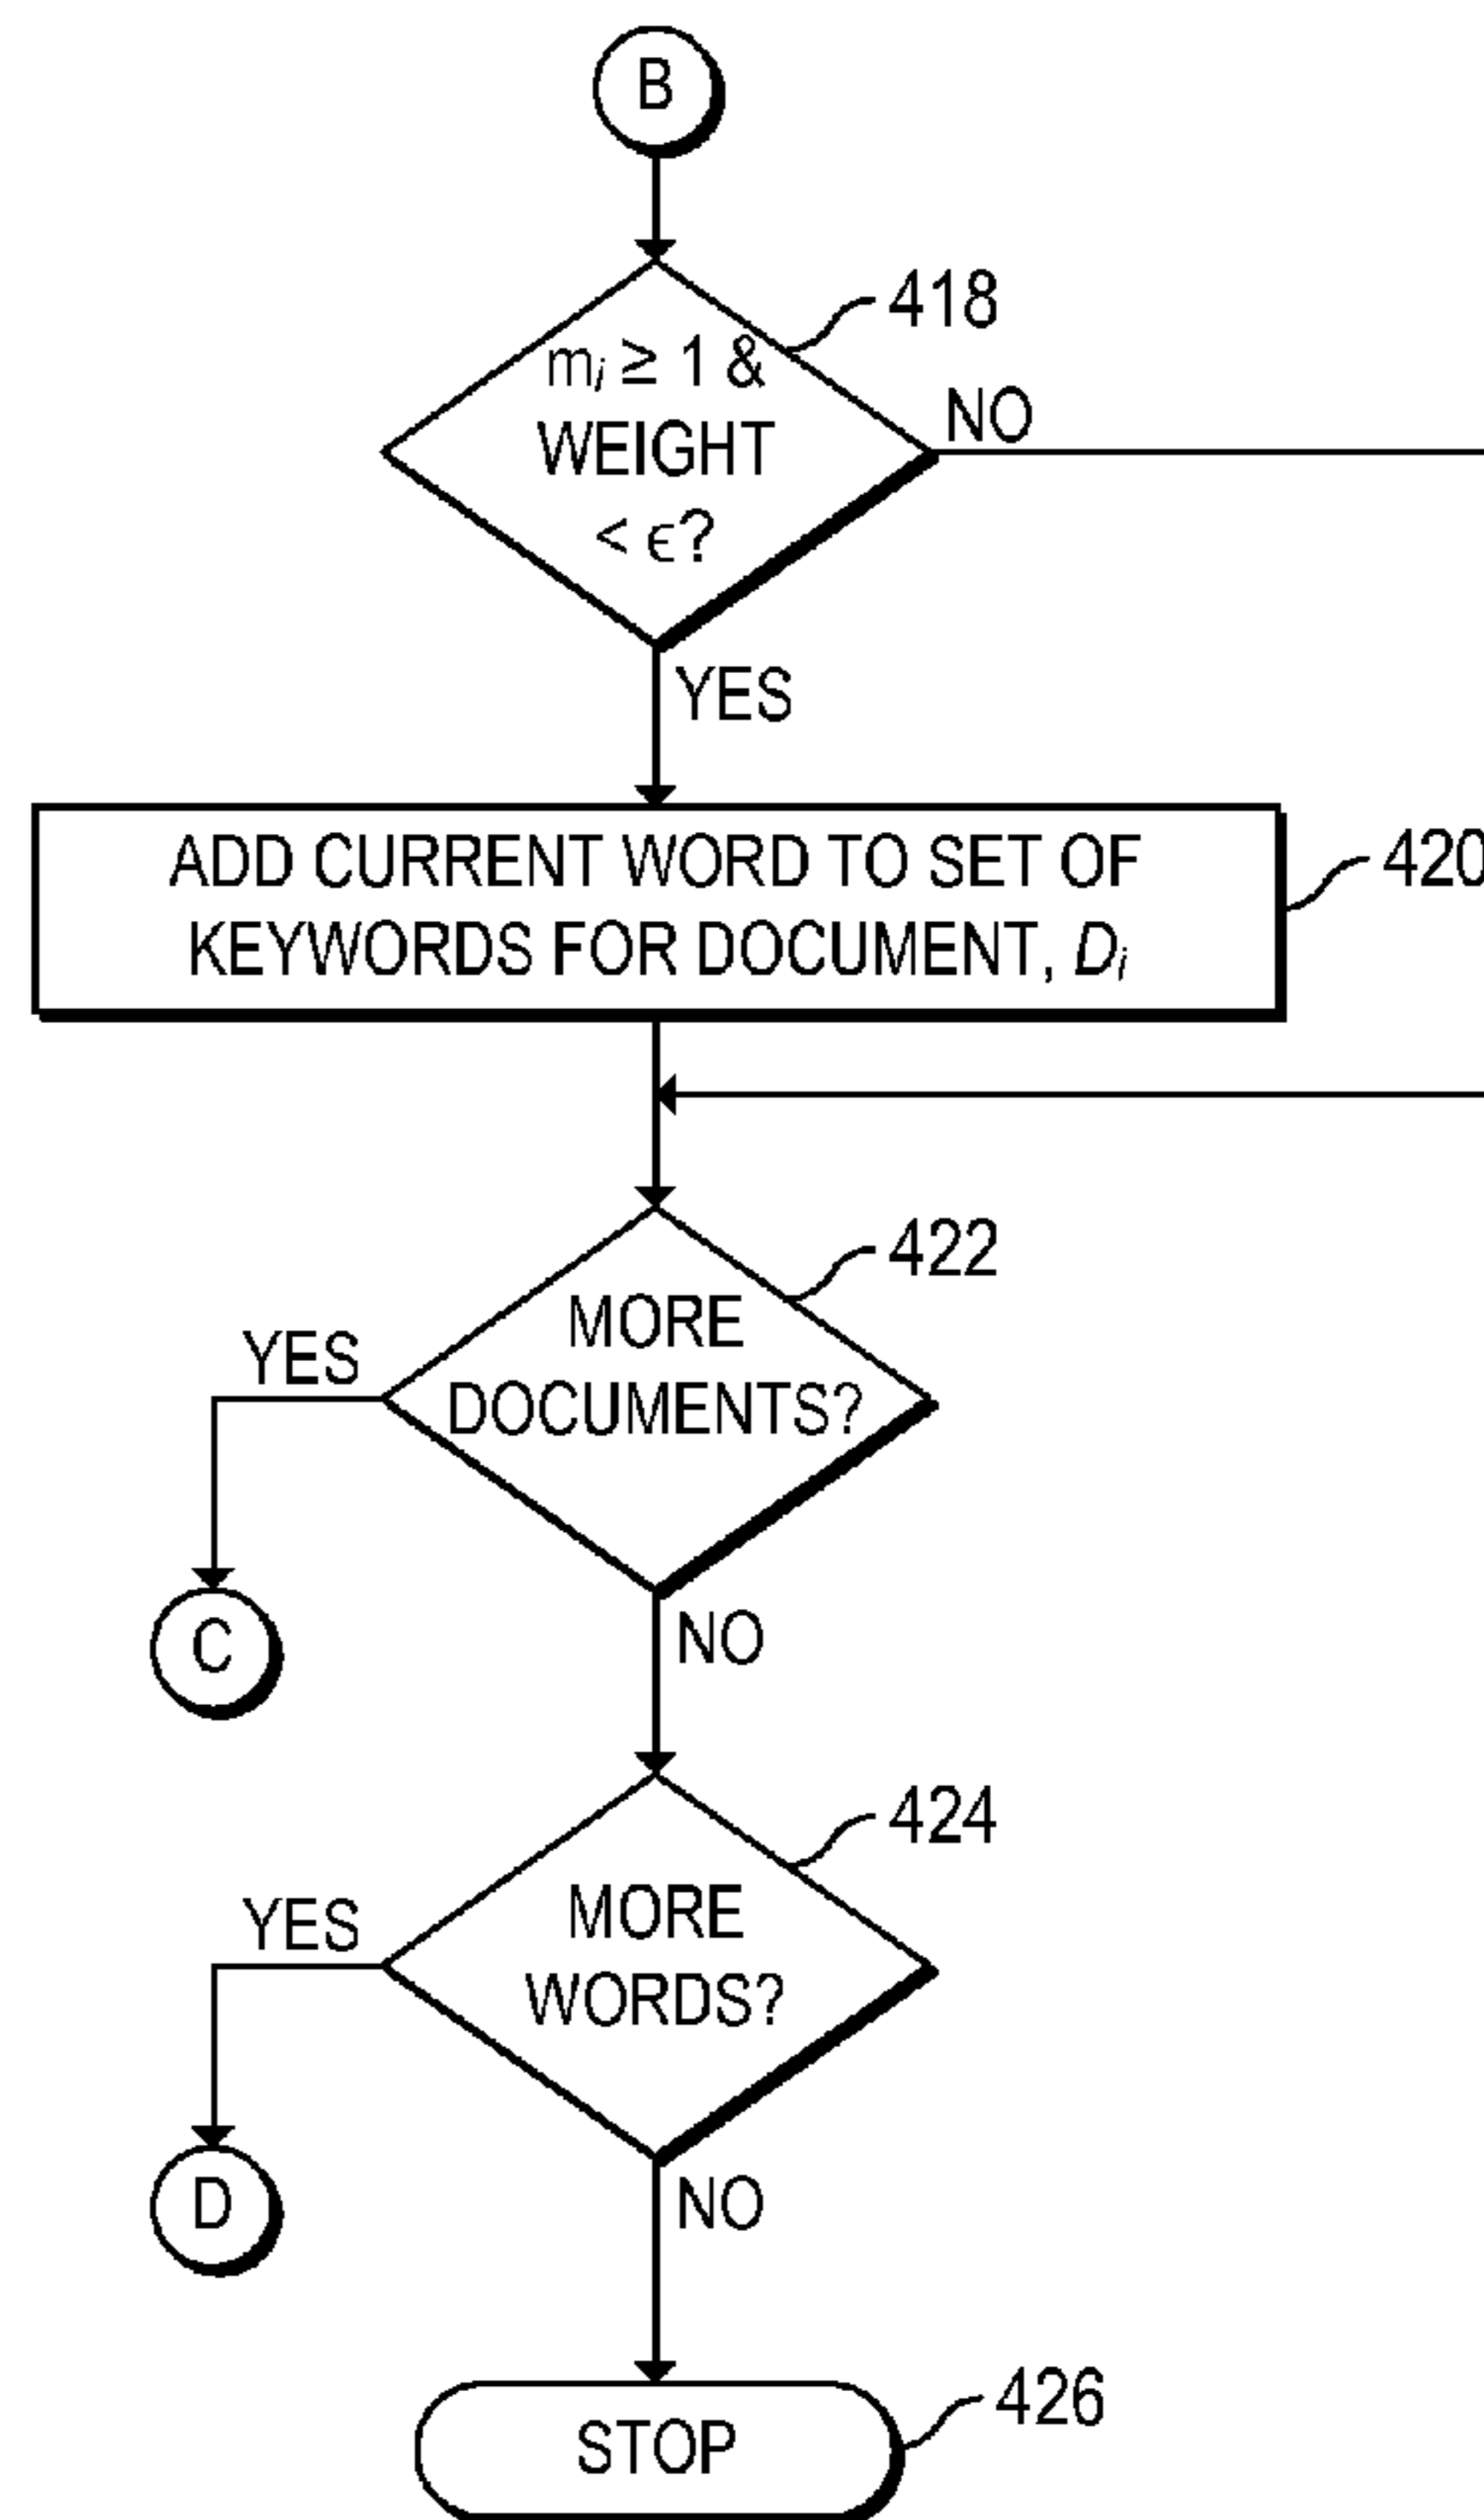 B
418
mᵢ ≥ 1 &
WEIGHT
< ϵ?
NO
YES
ADD CURRENT WORD TO SET OF
KEYWORDS FOR DOCUMENT, Dᵢ
420
422
MORE
DOCUMENTS?
YES
C
NO
424
MORE
WORDS?
YES
D
NO
STOP
426